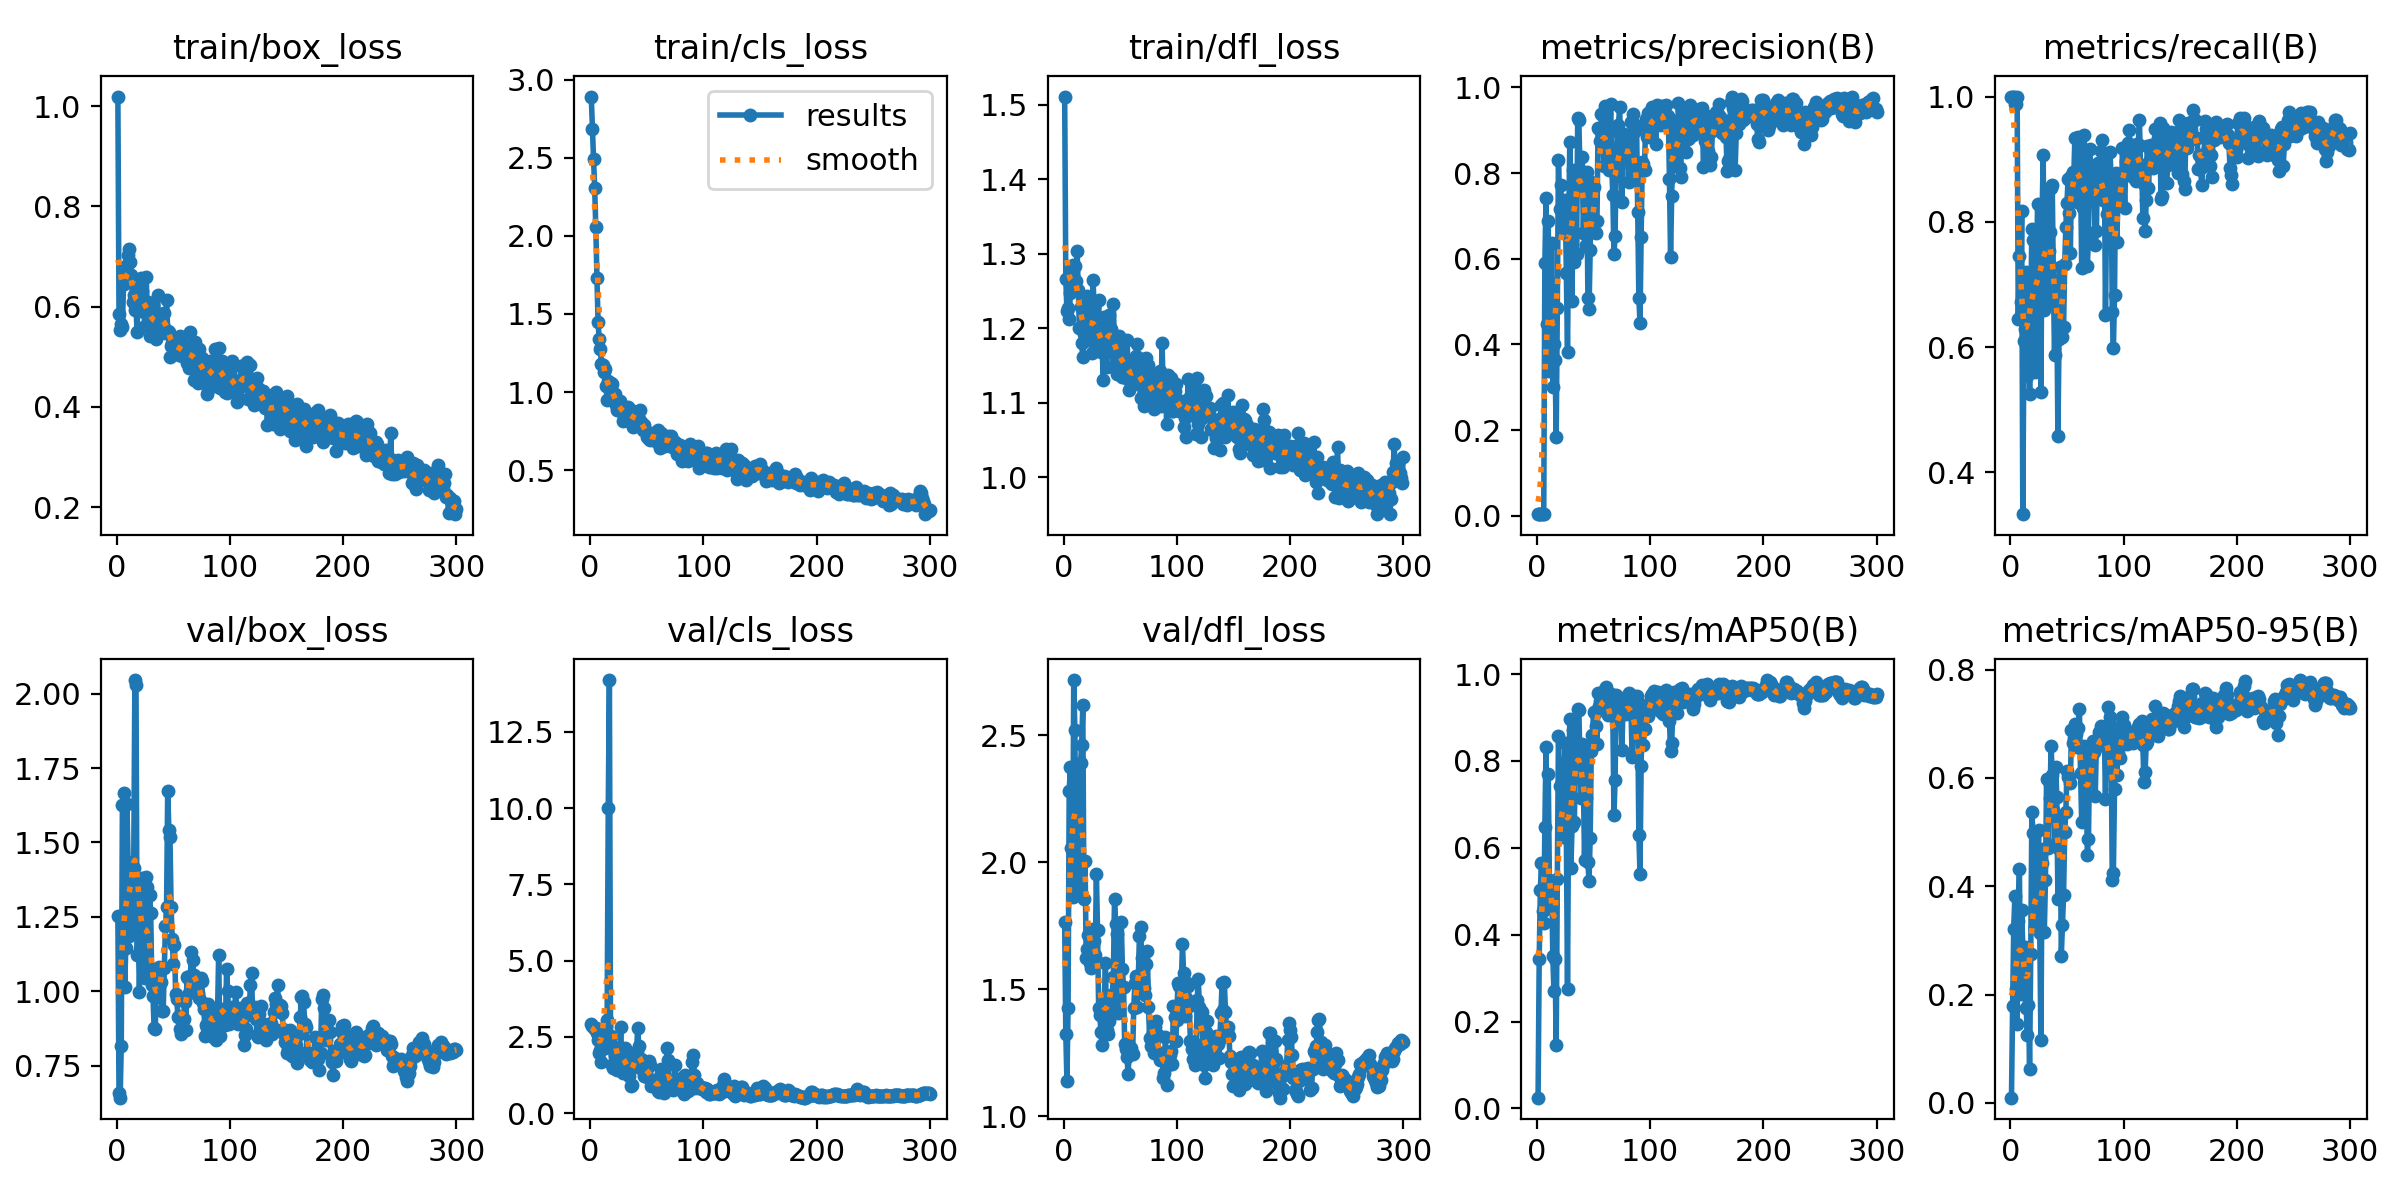 train/box_loss
train/cls_loss
train/dfl_loss
metrics/precision(B)
metrics/recall(B)
1.0
0.8
0.6
0.4
0.2
0 100 200 300
3.0
2.5
2.0
1.5
1.0
0.5
results
smooth
0 100 200 300
1.5
1.4
1.3
1.2
1.1
1.0
0 100 200 300
1.0
0.8
0.6
0.4
0.2
0.0
0 100 200 300
1.0
0.8
0.6
0.4
0 100 200 300
val/box_loss
val/cls_loss
val/dfl_loss
metrics/mAP50(B)
metrics/mAP50-95(B)
2.00
1.75
1.50
1.25
1.00
0.75
0 100 200 300
12.5
10.0
7.5
5.0
2.5
0.0
0 100 200 300
2.5
2.0
1.5
1.0
0 100 200 300
1.0
0.8
0.6
0.4
0.2
0.0
0 100 200 300
0.8
0.6
0.4
0.2
0.0
0 100 200 300